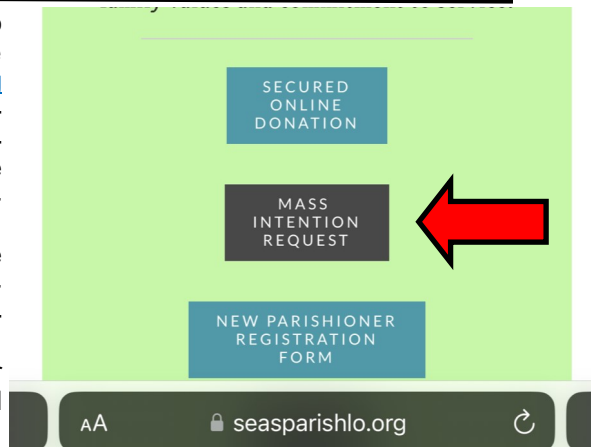 SECURED
ONLINE
DONATION
MASS
INTENTION
REQUEST
NEW PARISHIONER
REGISTRATION
FORM
AA
seasparishlo.org